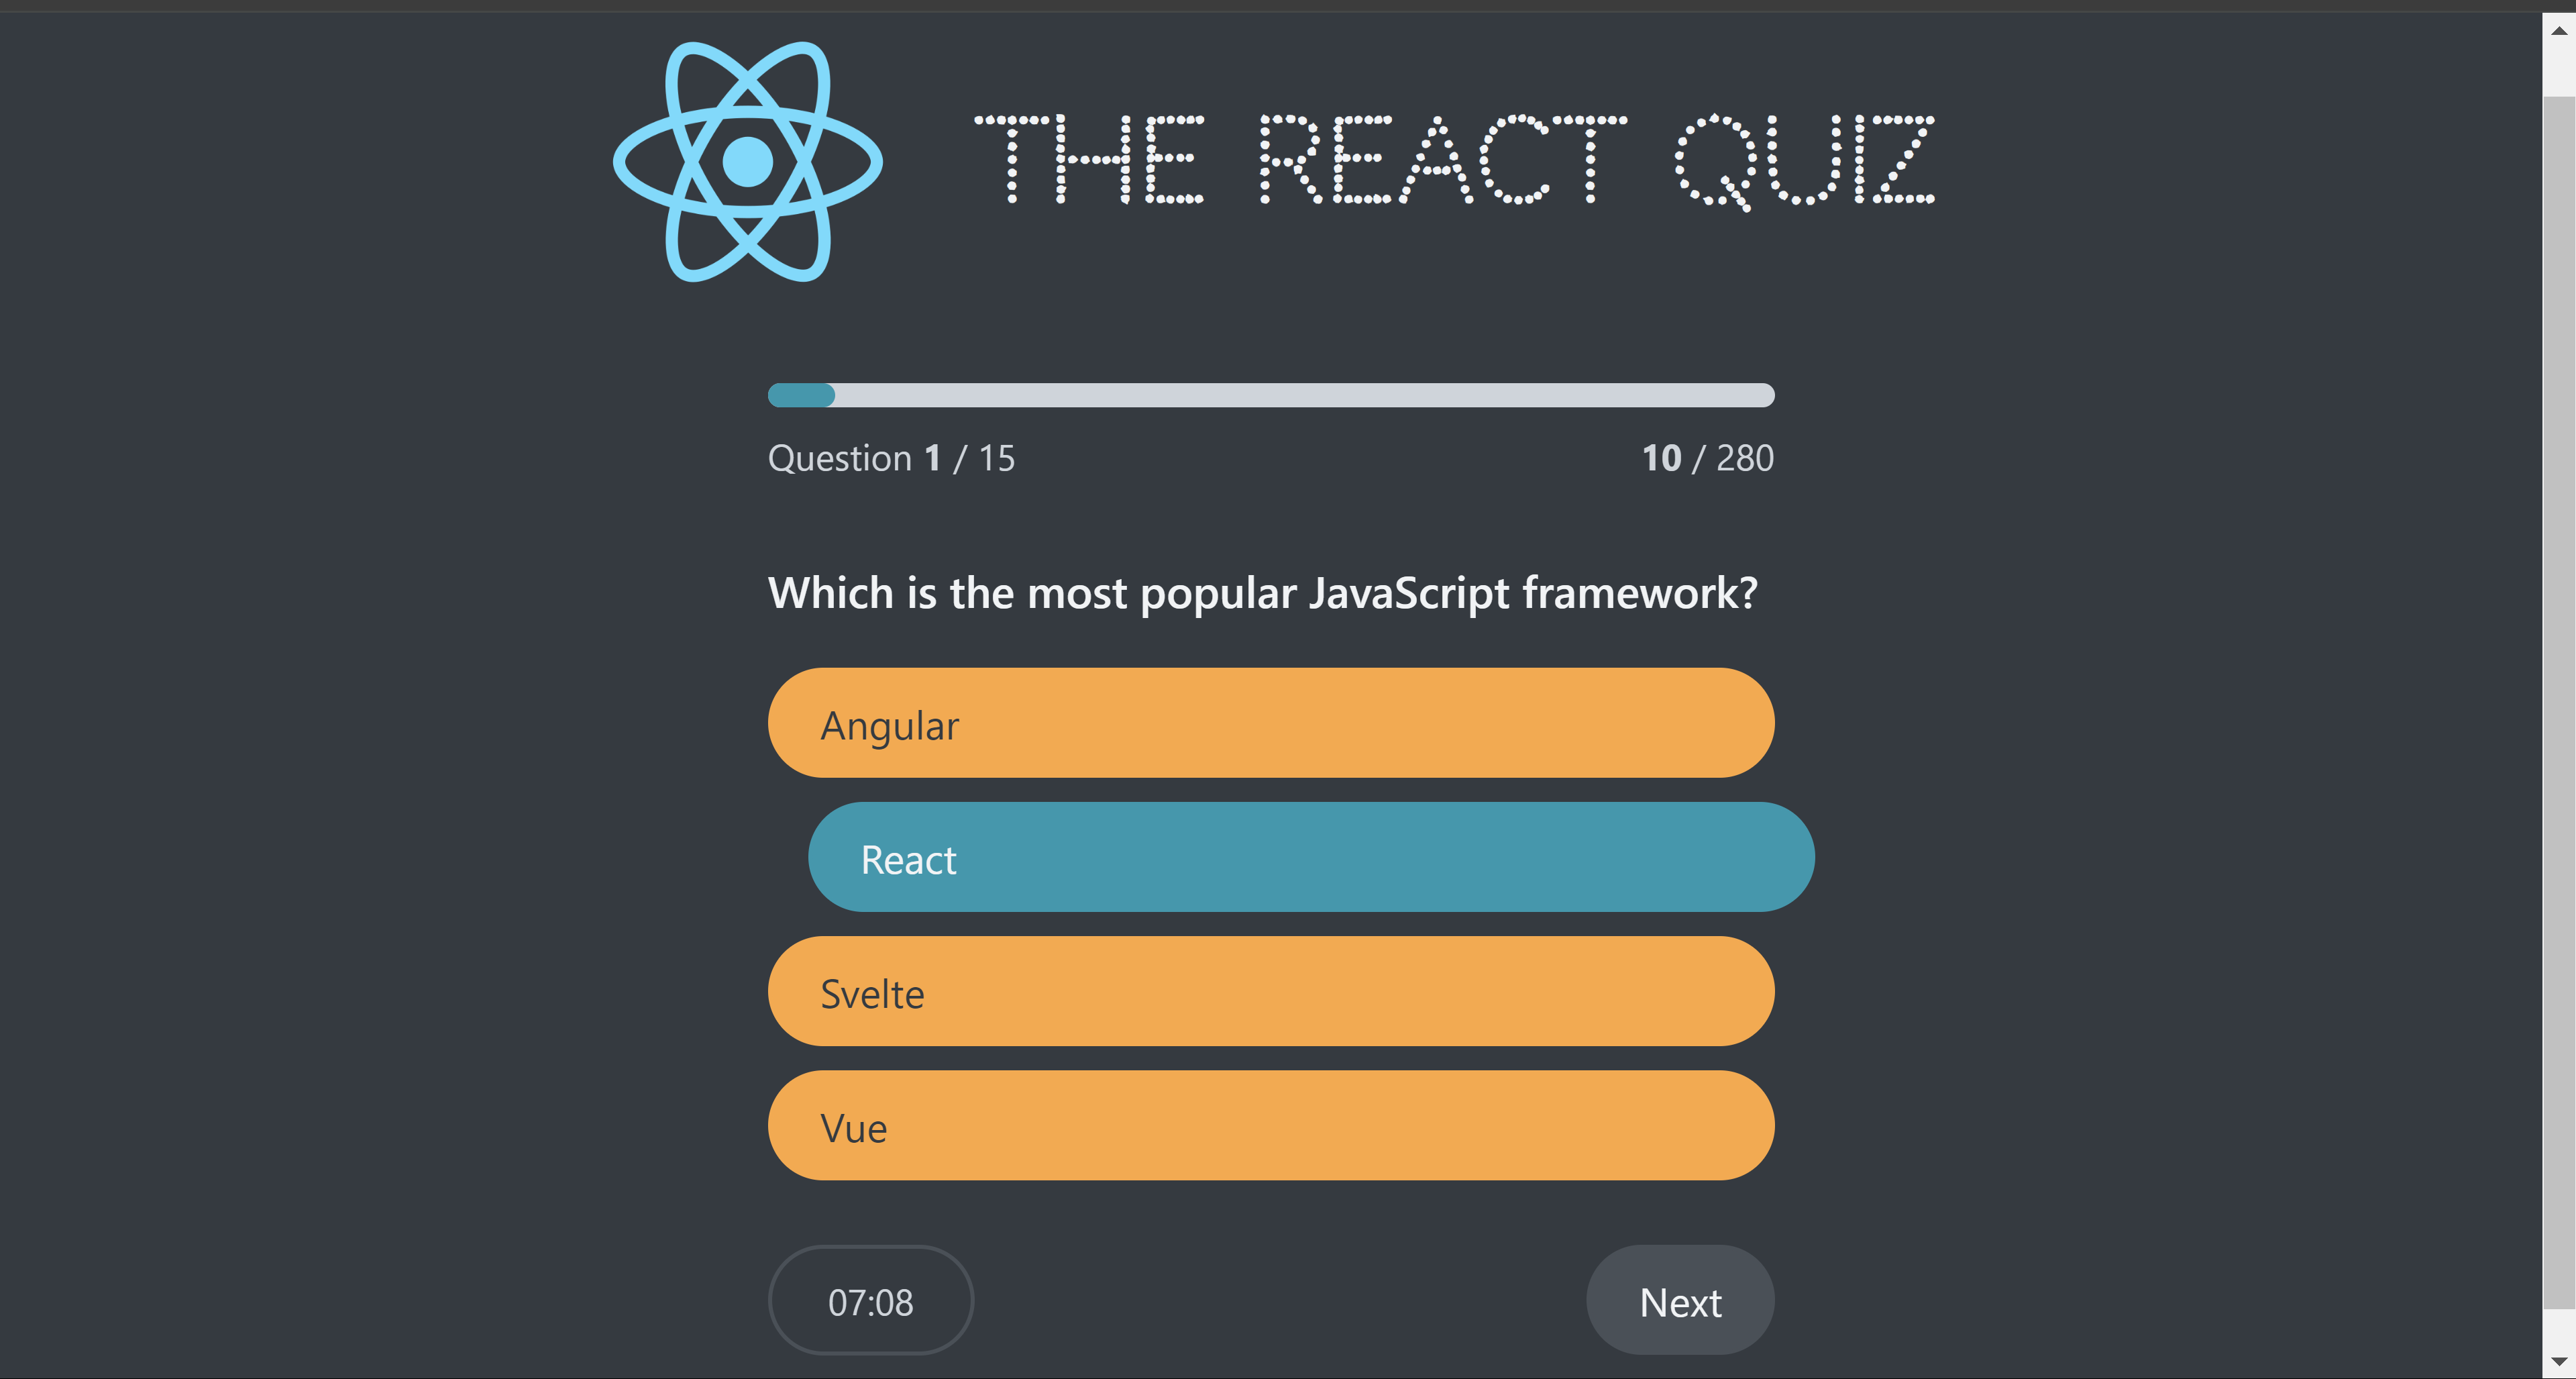 THE REACT QUIZ
Question 1 / 15
10 / 280
Which is the most popular JavaScript framework?
Angular
React
Svelte
Vue
07:08
Next